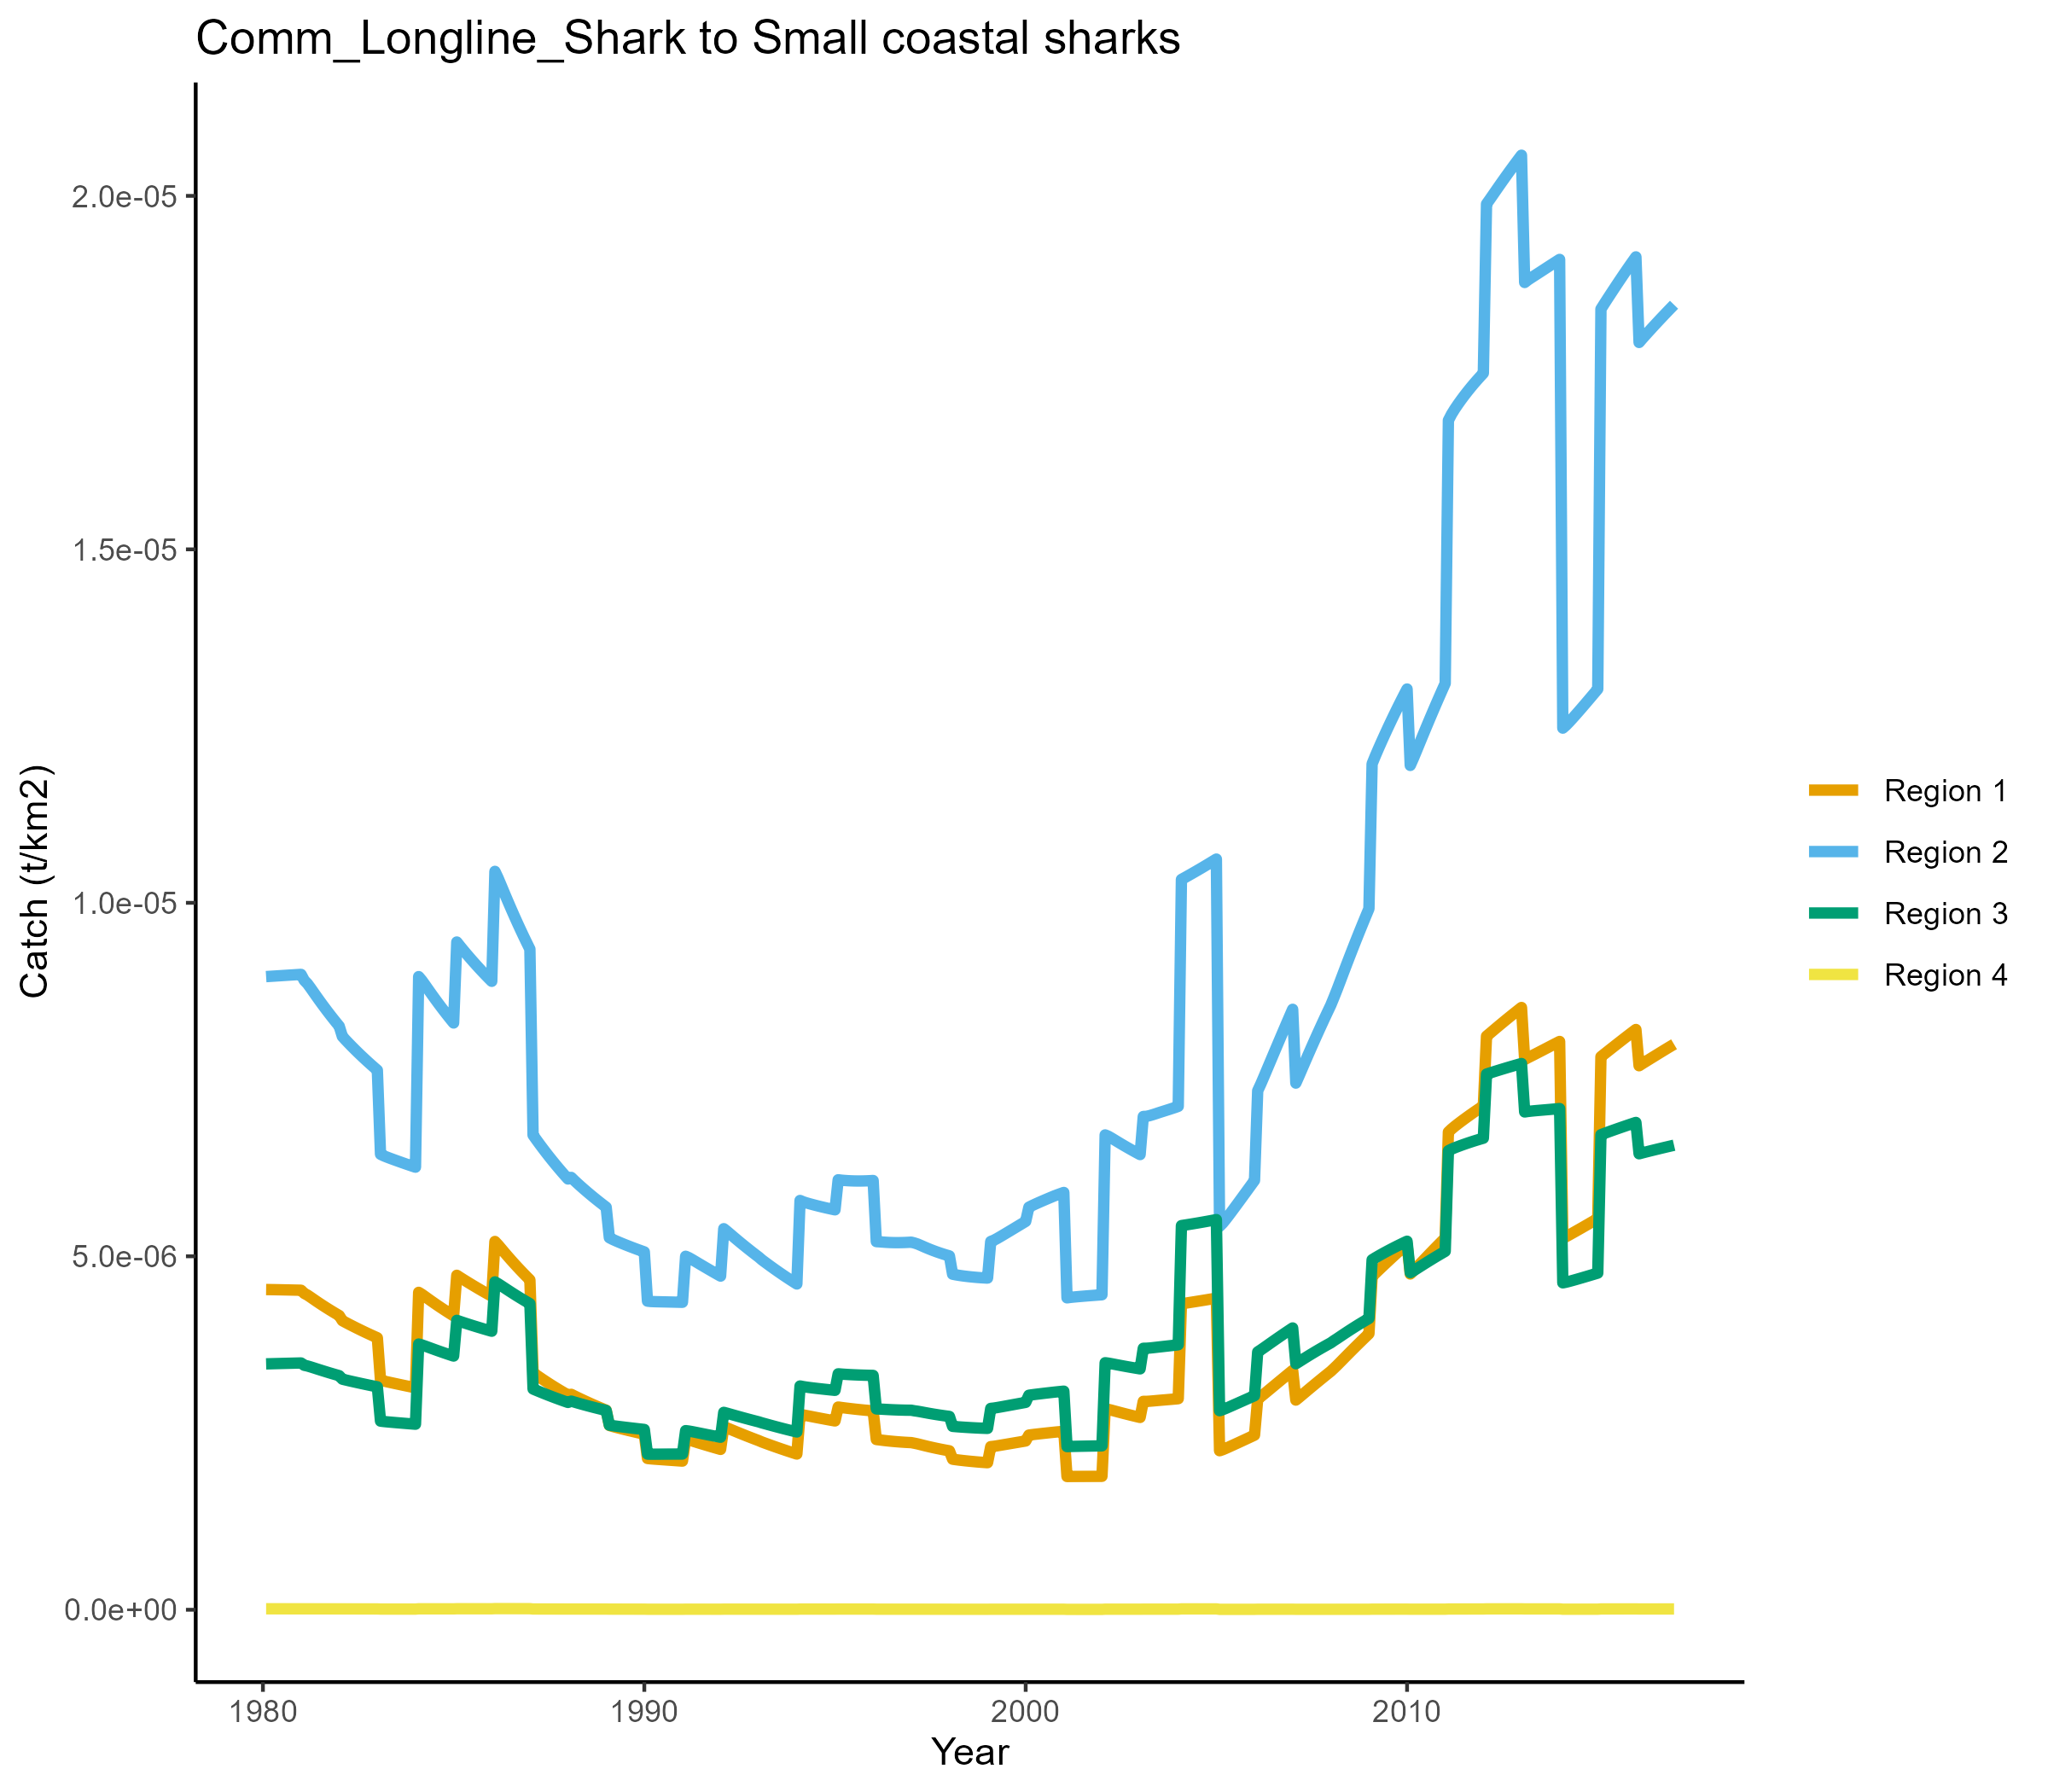 Comm_Longline_Shark to Small coastal sharks
Catch (t/km2)
2.0e-05
1.5e-05
1.0e-05
5.0e-06
0.0e+00
1980
1990
2000
2010
Year
Region 1
Region 2
Region 3
Region 4